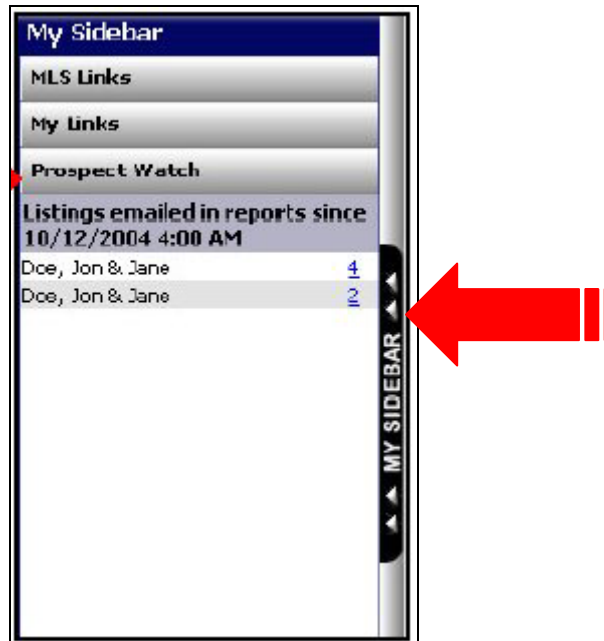 My Sidebar
MLS Links
My Links
Prospect Watch
Listings emailed in reports since
10/12/2004 4:00 AM
Doe, Jon & Jane 4
Doe, Jon & Jane 2
MY SIDEBAR